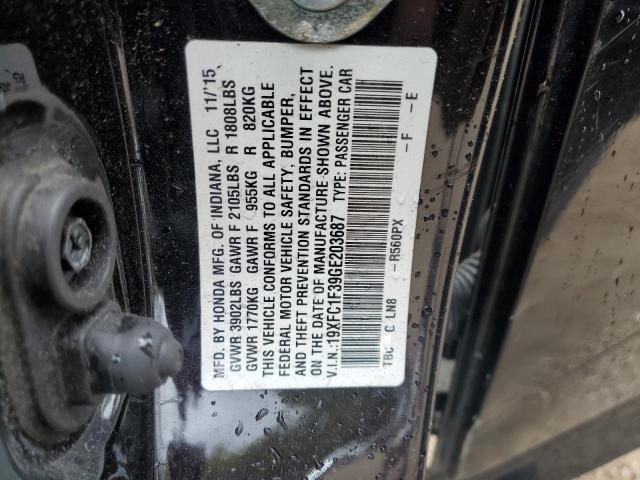 MFD. BY HONDA MFG. OF INDIANA, LLC 11/'15
GVWR 3902LBS GAWR F 2105LBS R 1808LBS
GVWR 1770KG GAWR F 955KG R 820KG
THIS VEHICLE CONFORMS TO ALL APPLICABLE
FEDERAL MOTOR VEHICLE SAFETY, BUMPER,
AND THEFT PREVENTION STANDARDS IN EFFECT
ON THE DATE OF MANUFACTURE SHOWN ABOVE.
V.I.N.:19XFC1F39GE203687 TYPE: PASSENGER CAR
TBC C LN8 -R560PX -F -E